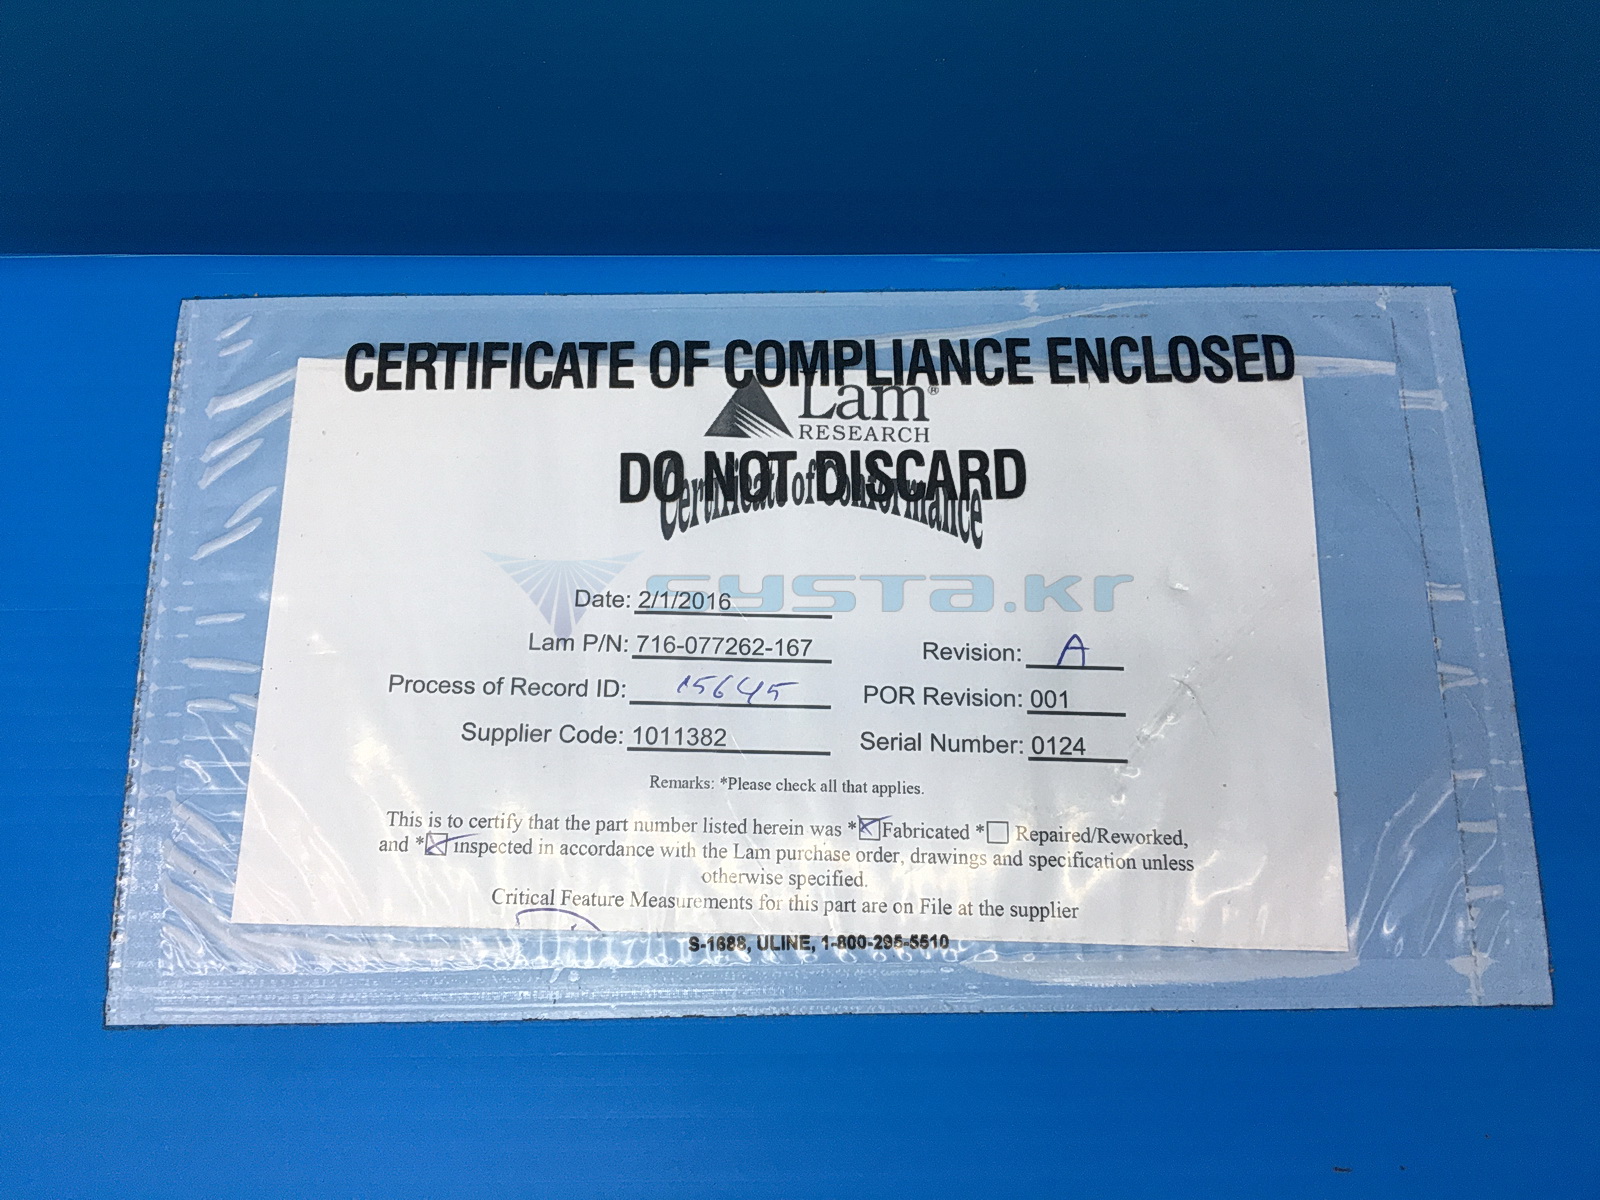 CERTIFICATE OF COMPLIANCE ENCLOSED
Lam®
RESEARCH
DO NOT DISCARD
Certificate of Conformance
systa.kr
Date: 2/1/2016
Lam P/N: 716-077262-167
Revision: A
Process of Record ID: 15645
POR Revision: 001
Supplier Code: 1011382
Serial Number: 0124
Remarks: *Please check all that applies.
This is to certify that the part number listed herein was *☒Fabricated *☐ Repaired/Reworked,
and *☒inspected in accordance with the Lam purchase order, drawings and specification unless
otherwise specified.
Critical Feature Measurements for this part are on File at the supplier
S-1688, ULINE, 1-800-295-5510